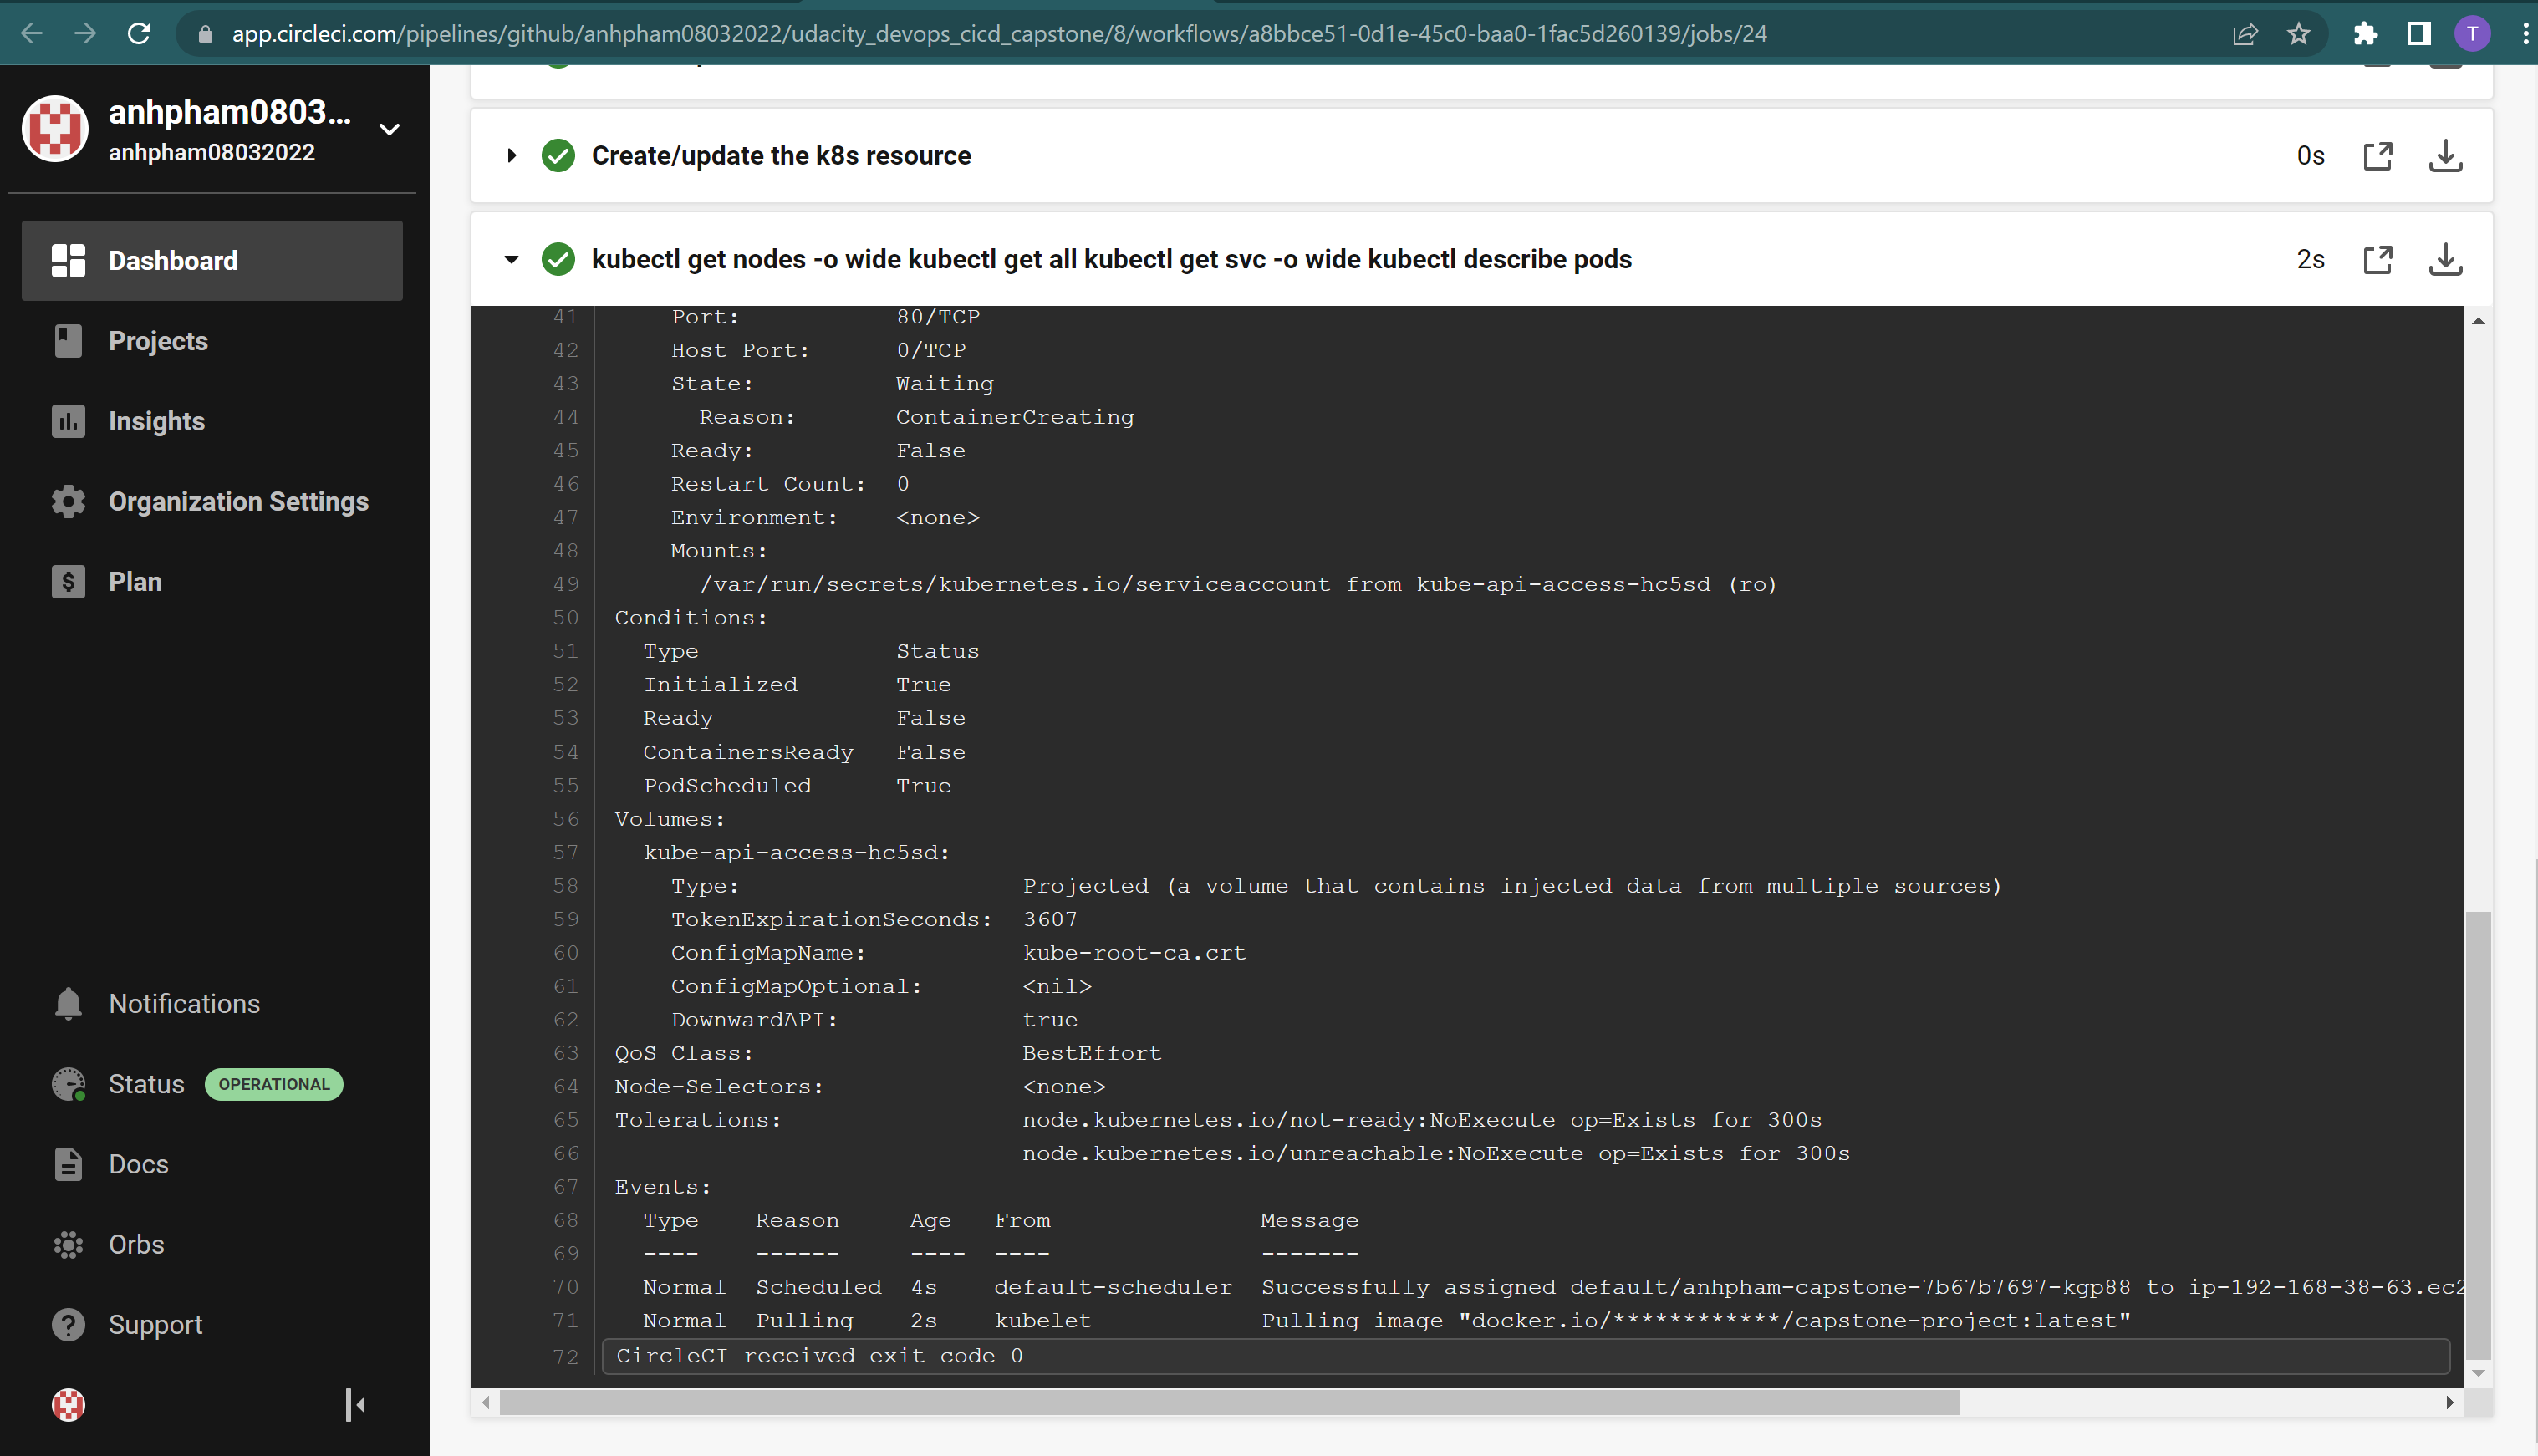 app.circleci.com/pipelines/github/anhpham08032022/udacity_devops_cicd_capstone/8/workflows/a8bbce51-0d1e-45c0-baa0-1fac5d260139/jobs/24
T
anhpham0803...
anhpham08032022
Dashboard
Projects
Insights
Organization Settings
Plan
Notifications
Status OPERATIONAL
Docs
Orbs
Support
Create/update the k8s resource 0s
kubectl get nodes -o wide kubectl get all kubectl get svc -o wide kubectl describe pods 2s
41 Port: 80/TCP
42 Host Port: 0/TCP
43 State: Waiting
44 Reason: ContainerCreating
45 Ready: False
46 Restart Count: 0
47 Environment: <none>
48 Mounts:
49 /var/run/secrets/kubernetes.io/serviceaccount from kube-api-access-hc5sd (ro)
50 Conditions:
51 Type Status
52 Initialized True
53 Ready False
54 ContainersReady False
55 PodScheduled True
56 Volumes:
57 kube-api-access-hc5sd:
58 Type: Projected (a volume that contains injected data from multiple sources)
59 TokenExpirationSeconds: 3607
60 ConfigMapName: kube-root-ca.crt
61 ConfigMapOptional: <nil>
62 DownwardAPI: true
63 QoS Class: BestEffort
64 Node-Selectors: <none>
65 Tolerations: node.kubernetes.io/not-ready:NoExecute op=Exists for 300s
66 node.kubernetes.io/unreachable:NoExecute op=Exists for 300s
67 Events:
68 Type Reason Age From Message
69 ---- ------ ---- ---- -------
70 Normal Scheduled 4s default-scheduler Successfully assigned default/anhpham-capstone-7b67b7697-kgp88 to ip-192-168-38-63.ec2
71 Normal Pulling 2s kubelet Pulling image "docker.io/************/capstone-project:latest"
72 CircleCI received exit code 0